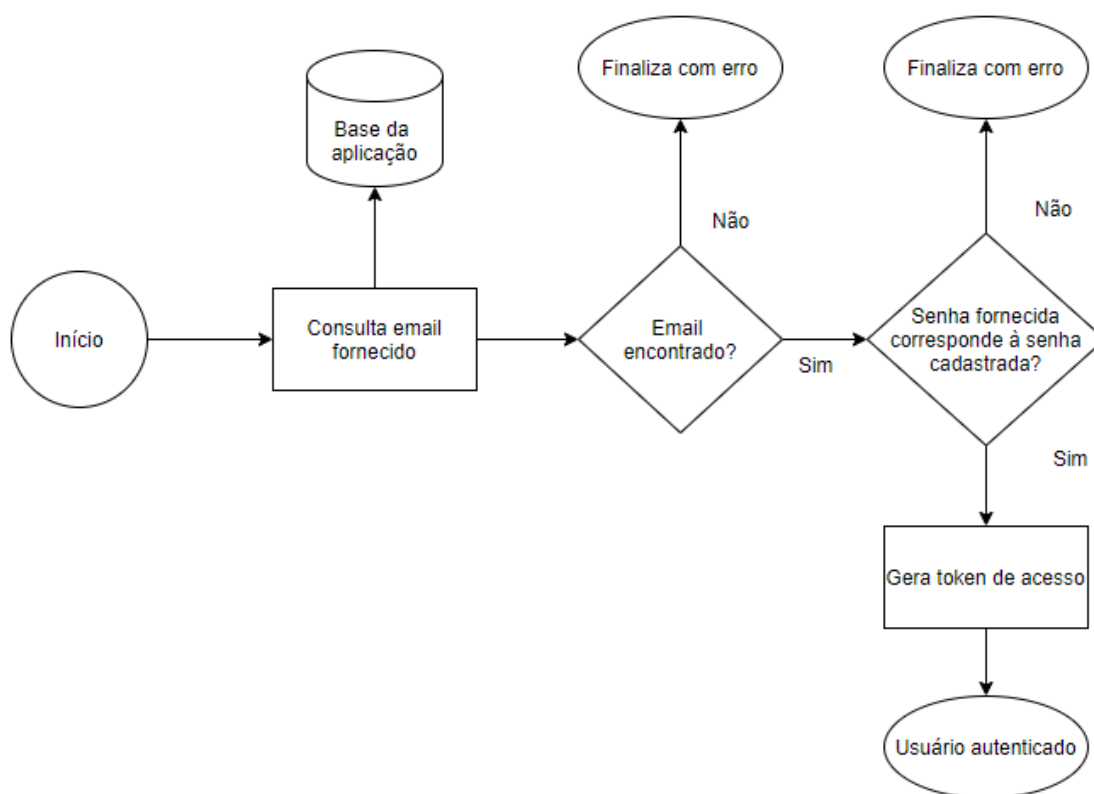 Finaliza com erro
Finaliza com erro
Base da
aplicação
Não
Não
Início
Consulta email
fornecido
Email
encontrado?
Sim
Senha fornecida
corresponde à senha
cadastrada?
Sim
Gera token de acesso
Usuário autenticado